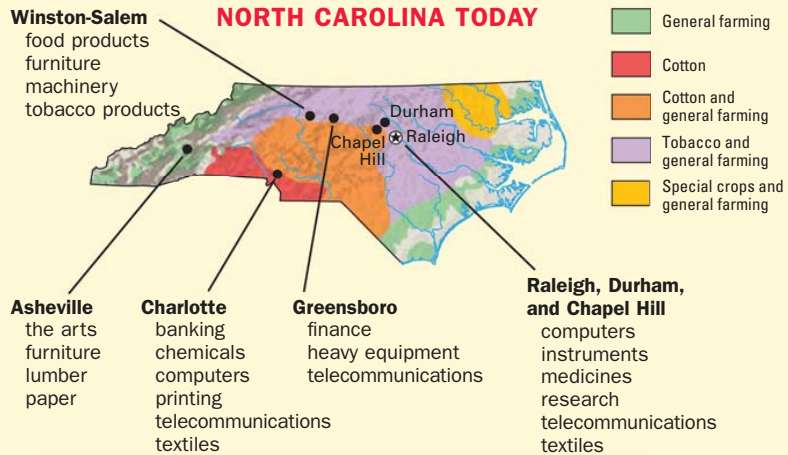 NORTH CAROLINA TODAY
Winston-Salem
food products
furniture
machinery
tobacco products
General farming
Cotton
Cotton and
general farming
Tobacco and
general farming
Special crops and
general farming
Durham
Chapel
Hill
Raleigh
Asheville
the arts
furniture
lumber
paper
Charlotte
banking
chemicals
computers
printing
telecommunications
textiles
Greensboro
finance
heavy equipment
telecommunications
Raleigh, Durham,
and Chapel Hill
computers
instruments
medicines
research
telecommunications
textiles